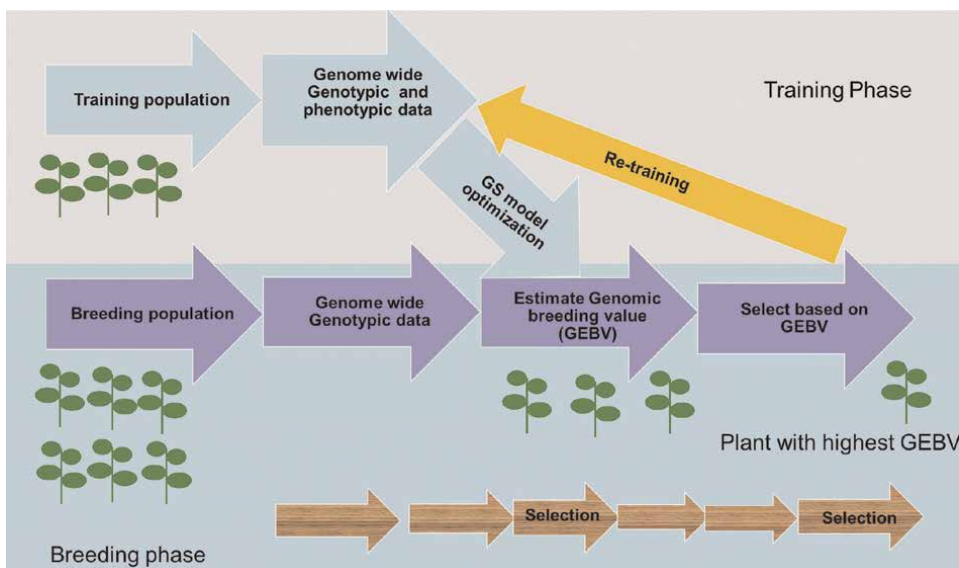 Training population
Genome wide
Genotypic and
phenotypic data
Training Phase
Re-training
GS model
optimization
Breeding population
Genome wide
Genotypic data
Estimate Genomic
breeding value
(GEBV)
Select based on
GEBV
Plant with highest GEBV
Selection
Selection
Breeding phase